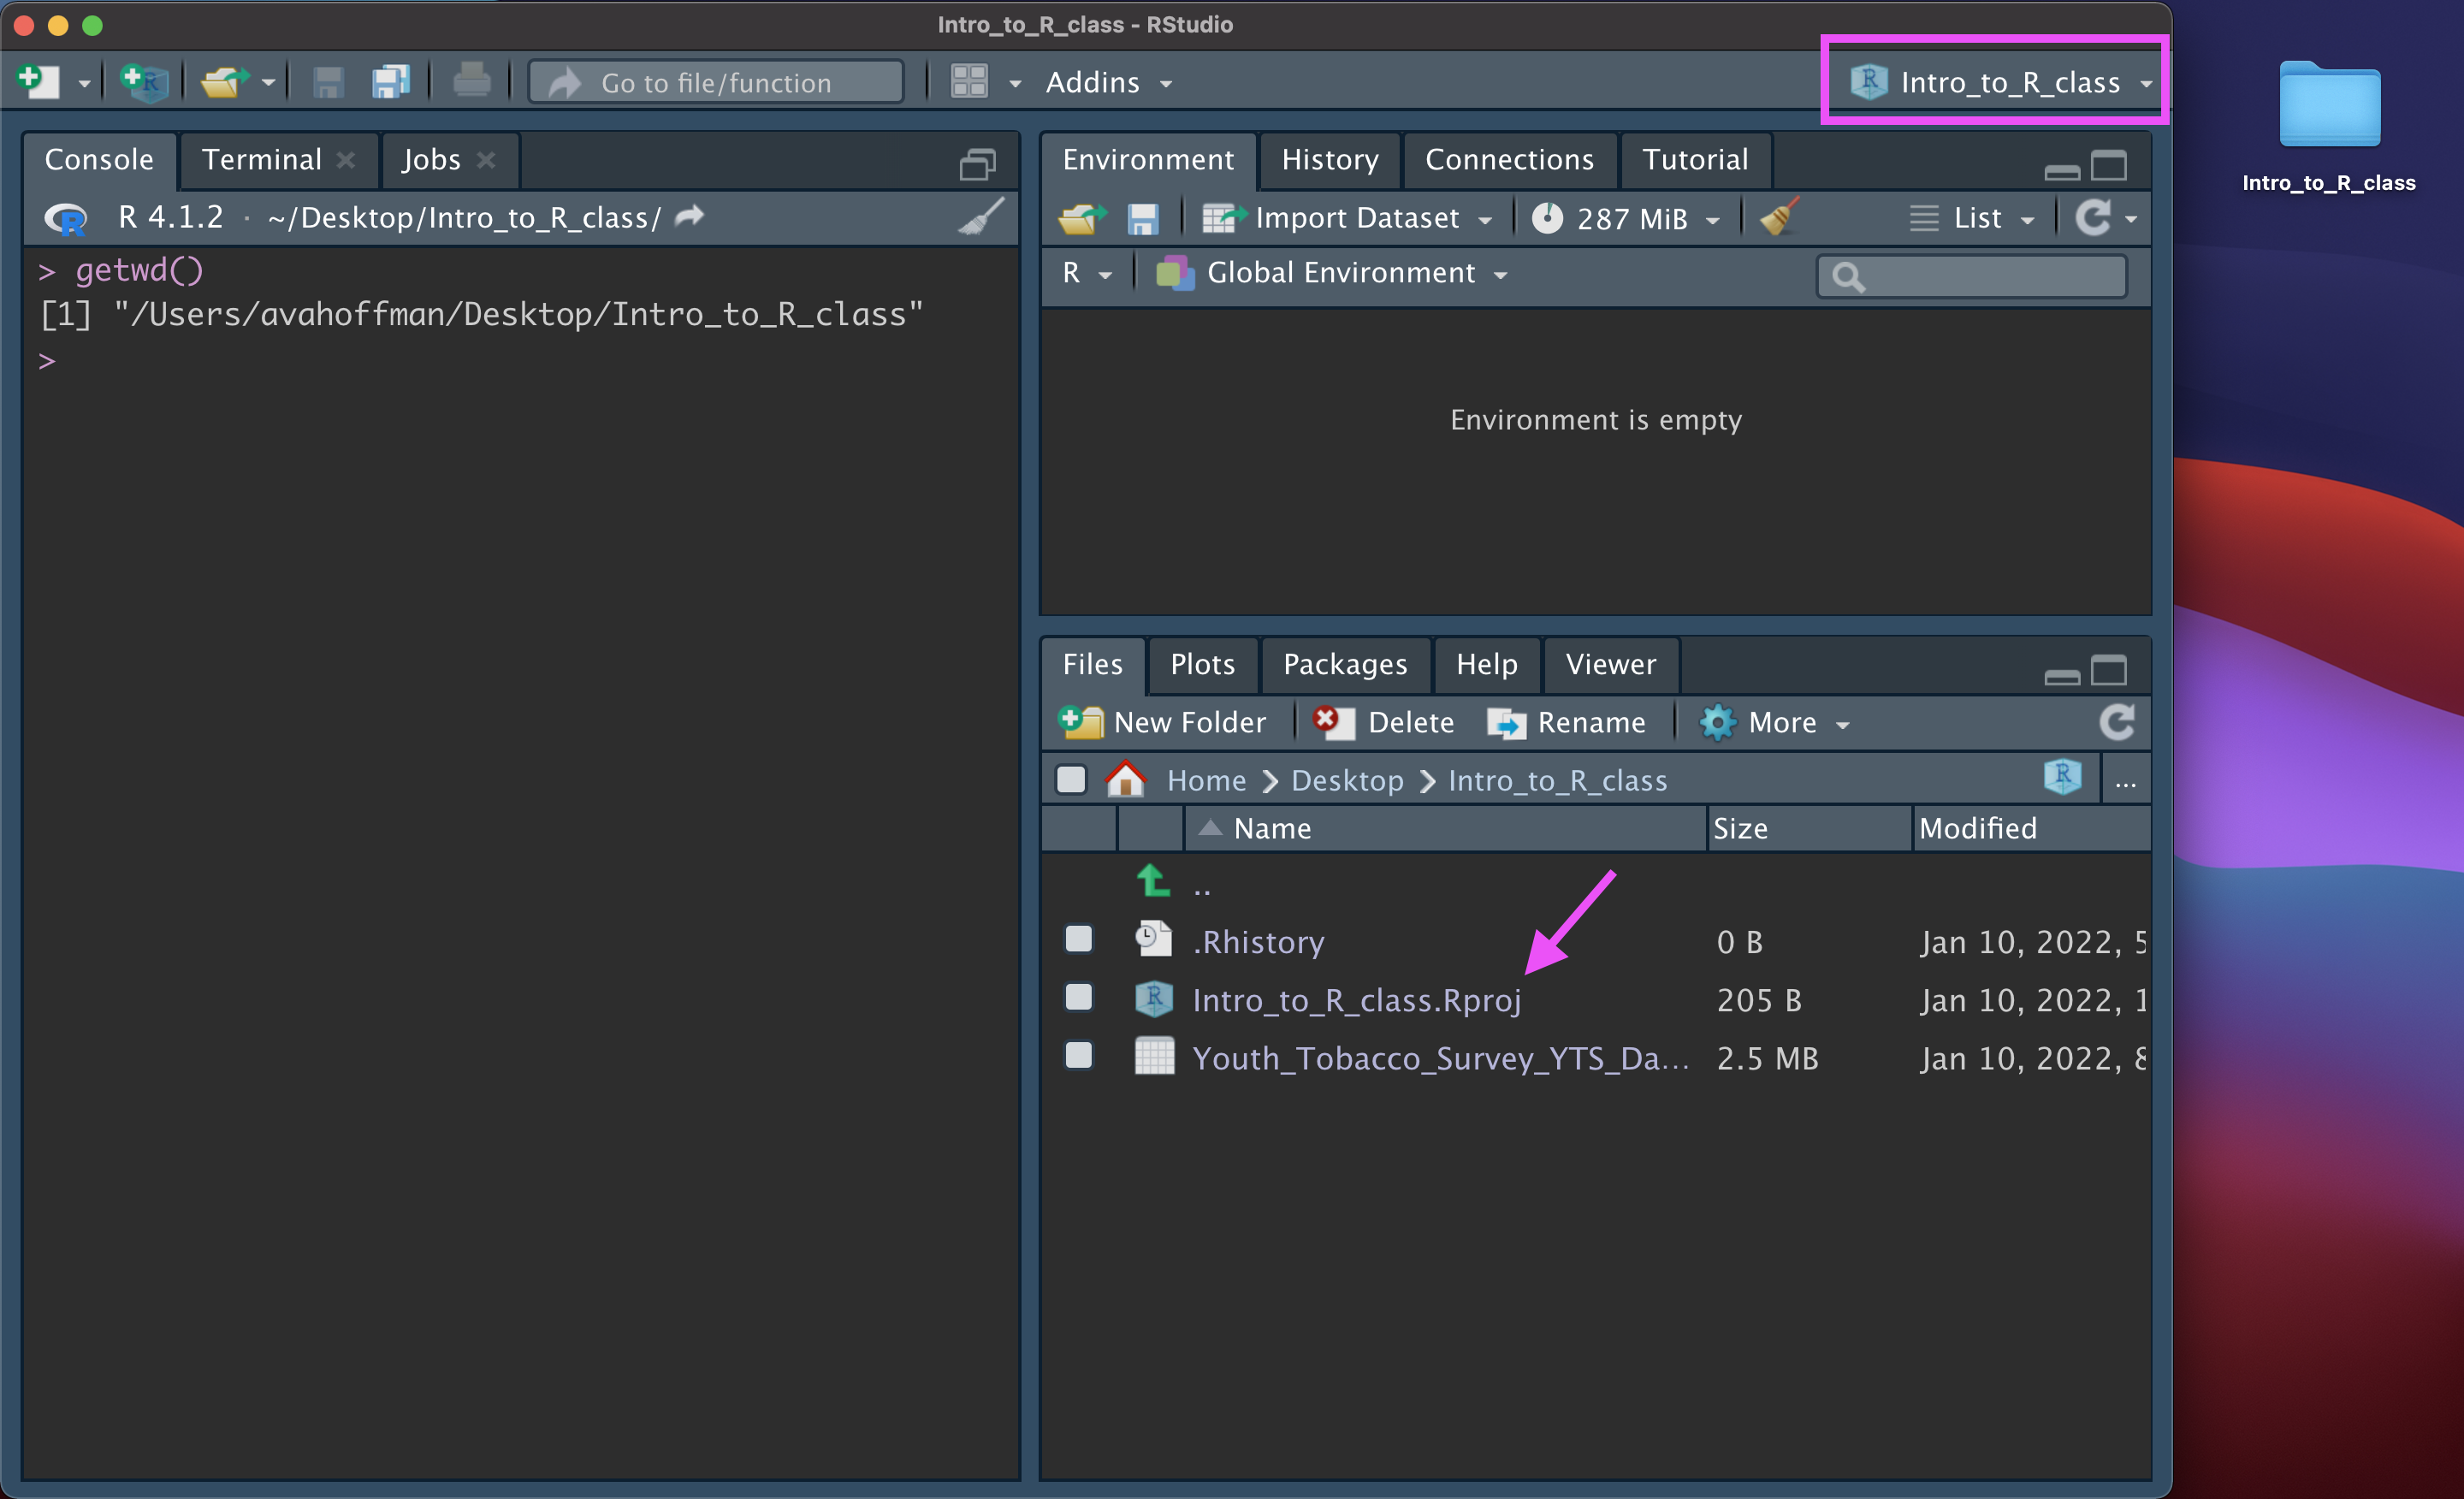 Intro_to_R_class - RStudio
Go to file/function
Addins
Intro_to_R_class
Intro_to_R_class
Console Terminal Jobs
R 4.1.2 · ~/Desktop/Intro_to_R_class/
> getwd()
[1] "/Users/avahoffman/Desktop/Intro_to_R_class"
>
Environment History Connections Tutorial
Import Dataset 287 MiB List
R Global Environment
Environment is empty
Files Plots Packages Help Viewer
New Folder Delete Rename More
Home Desktop Intro_to_R_class ...
Name Size Modified
..
.Rhistory 0 B Jan 10, 2022, 5
Intro_to_R_class.Rproj 205 B Jan 10, 2022, 1
Youth_Tobacco_Survey_YTS_Da... 2.5 MB Jan 10, 2022, 8